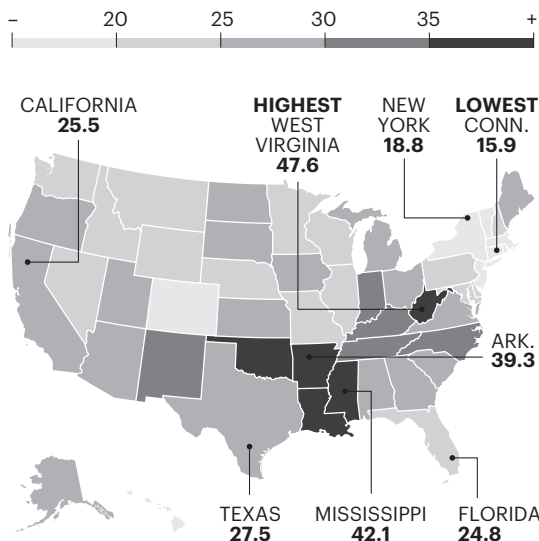 – 20 25 30 35 +
CALIFORNIA
25.5
HIGHEST
WEST
VIRGINIA
47.6
NEW
YORK
18.8
LOWEST
CONN.
15.9
ARK.
39.3
TEXAS
27.5
MISSISSIPPI
42.1
FLORIDA
24.8